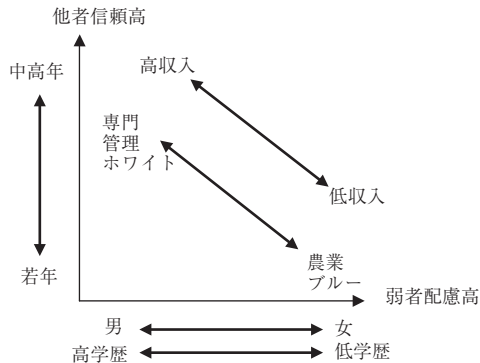 他者信頼高
中高年
高収入
専門
管理
ホワイト
低収入
農業
ブルー
若年
弱者配慮高
男
女
高学歴
低学歴